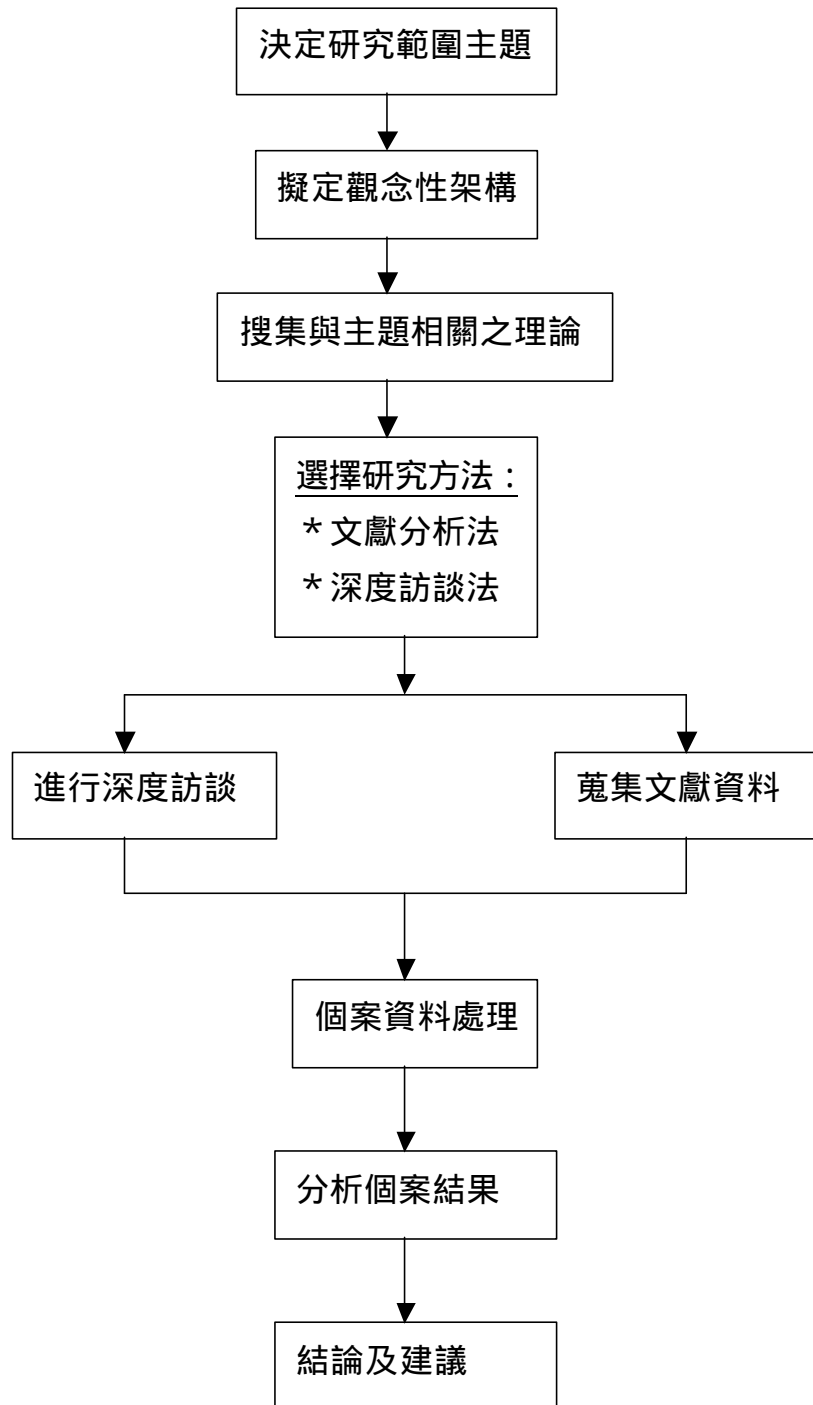 決定研究範圍主題
擬定觀念性架構
搜集與主題相關之理論
選擇研究方法：
*文獻分析法
*深度訪談法
進行深度訪談
蒐集文獻資料
個案資料處理
分析個案結果
結論及建議